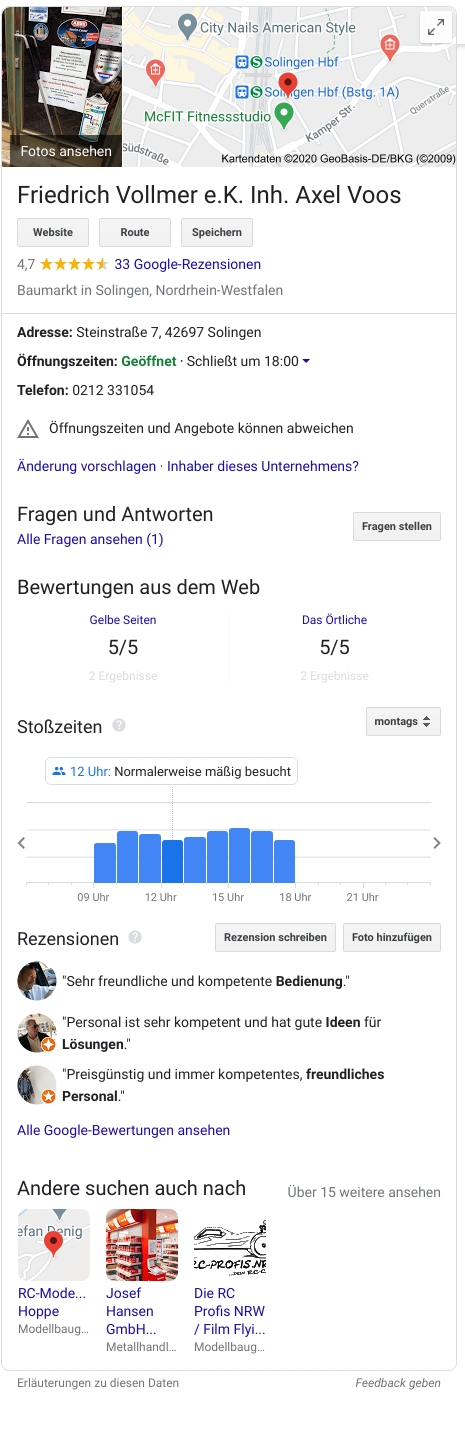 ABUS
City Nails American Style
Solingen Hbf
Solingen Hbf (Bstg. 1A)
McFIT Fitnessstudio
Kamper Str.
Querstraße
Südstraße
Fotos ansehen
Kartendaten ©2020 GeoBasis-DE/BKG (©2009)
Friedrich Vollmer e.K. Inh. Axel Voos
Website Route Speichern
4,7 33 Google-Rezensionen
Baumarkt in Solingen, Nordrhein-Westfalen
Adresse: Steinstraße 7, 42697 Solingen
Öffnungszeiten: Geöffnet · Schließt um 18:00
Telefon: 0212 331054
Öffnungszeiten und Angebote können abweichen
Änderung vorschlagen · Inhaber dieses Unternehmens?
Fragen und Antworten
Fragen stellen
Alle Fragen ansehen (1)
Bewertungen aus dem Web
Gelbe Seiten Das Örtliche
5/5 5/5
2 Ergebnisse 2 Ergebnisse
Stoßzeiten ? montags
12 Uhr: Normalerweise mäßig besucht
09 Uhr 12 Uhr 15 Uhr 18 Uhr 21 Uhr
Rezensionen ? Rezension schreiben Foto hinzufügen
"Sehr freundliche und kompetente Bedienung."
"Personal ist sehr kompetent und hat gute Ideen für
Lösungen."
"Preisgünstig und immer kompetentes, freundliches
Personal."
Alle Google-Bewertungen ansehen
Andere suchen auch nach Über 15 weitere ansehen
efan Denig
RC-PROFIS.NR
RC-Mode... Josef Die RC
Hoppe Hansen Profis NRW
Modellbaug... GmbH... / Film Flyi...
Metallhandl... Modellbaug...
Erläuterungen zu diesen Daten Feedback geben